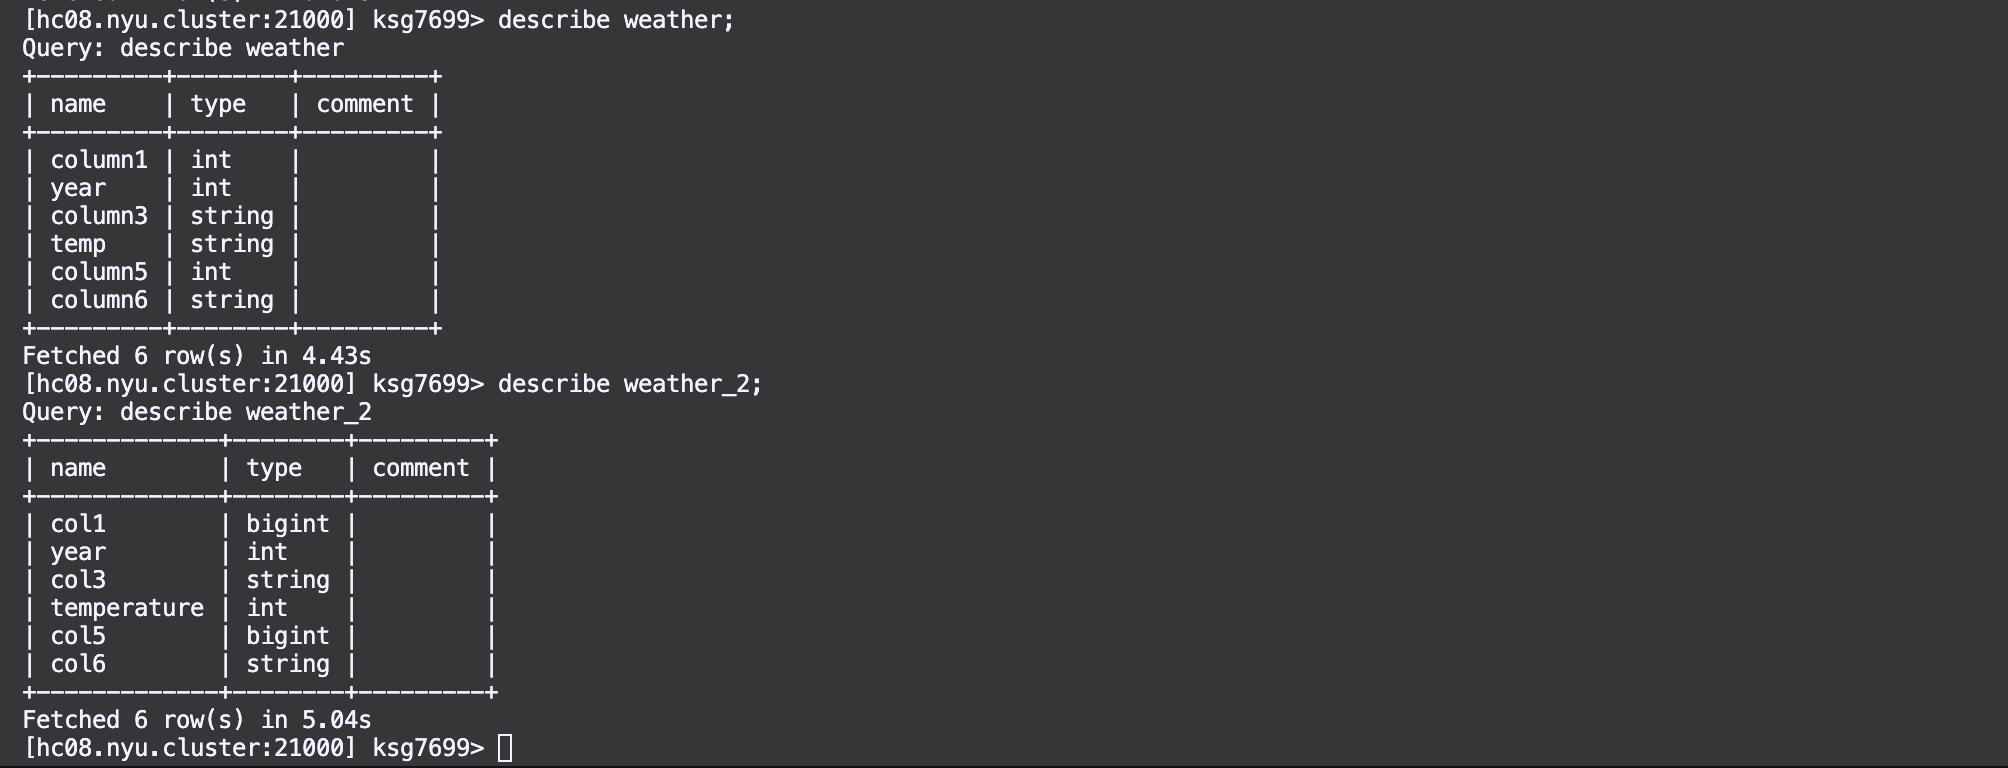 [hc08.nyu.cluster:21000] ksg7699> describe weather;
Query: describe weather
+---------+--------+---------+
| name    | type   | comment |
+---------+--------+---------+
| column1 | int    |         |
| year    | int    |         |
| column3 | string |         |
| temp    | string |         |
| column5 | int    |         |
| column6 | string |         |
+---------+--------+---------+
Fetched 6 row(s) in 4.43s
[hc08.nyu.cluster:21000] ksg7699> describe weather_2;
Query: describe weather_2
+-------------+--------+---------+
| name        | type   | comment |
+-------------+--------+---------+
| col1        | bigint |         |
| year        | int    |         |
| col3        | string |         |
| temperature | int    |         |
| col5        | bigint |         |
| col6        | string |         |
+-------------+--------+---------+
Fetched 6 row(s) in 5.04s
[hc08.nyu.cluster:21000] ksg7699>